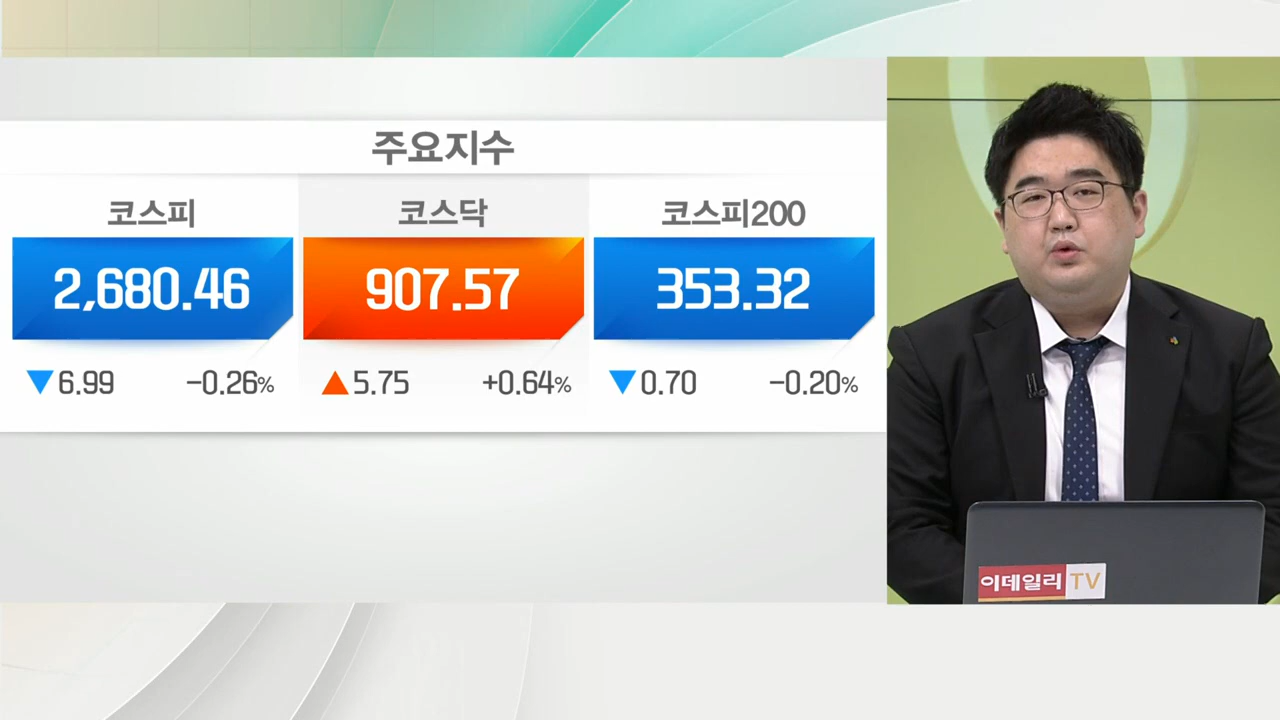 주요지수
코스피 코스닥 코스피200
2,680.46 907.57 353.32
▼6.99 -0.26% ▲5.75 +0.64% ▼0.70 -0.20%
이데일리 TV